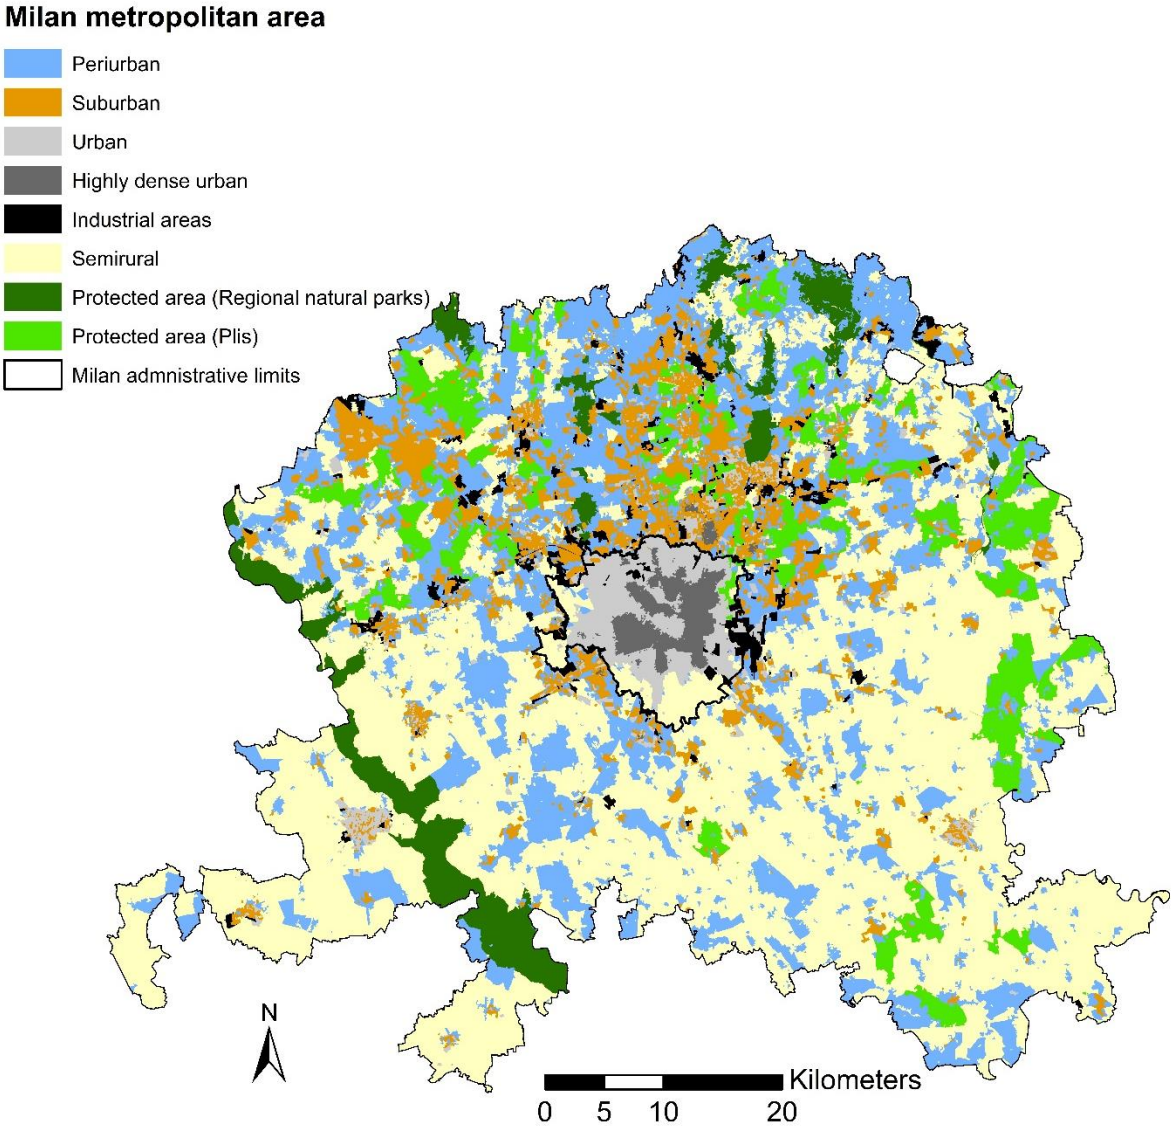 Milan metropolitan area
Periurban
Suburban
Urban
Highly dense urban
Industrial areas
Semirural
Protected area (Regional natural parks)
Protected area (Plis)
Milan admnistrative limits
N
Kilometers
0 5 10 20